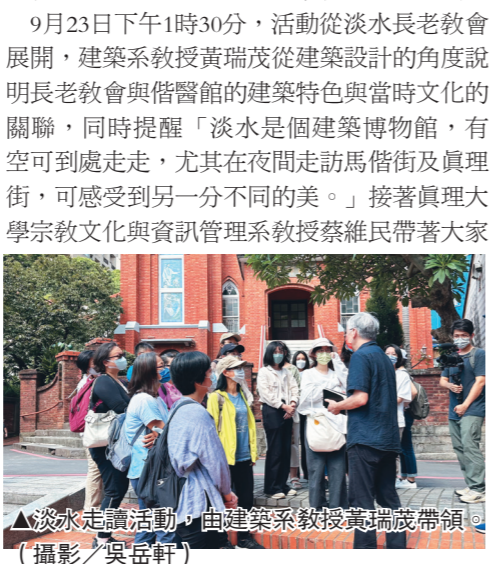 9月23日下午1時30分，活動從淡水長老教會
展開，建築系教授黃瑞茂從建築設計的角度說
明長老教會與偕醫館的建築特色與當時文化的
關聯，同時提醒「淡水是個建築博物館，有
空可到處走走，尤其在夜間走訪馬偕街及真理
街，可感受到另一分不同的美。」接著真理大
學宗教文化與資訊管理系教授蔡維民帶著大家
▲淡水走讀活動，由建築系教授黃瑞茂帶領。
（攝影／吳岳軒）